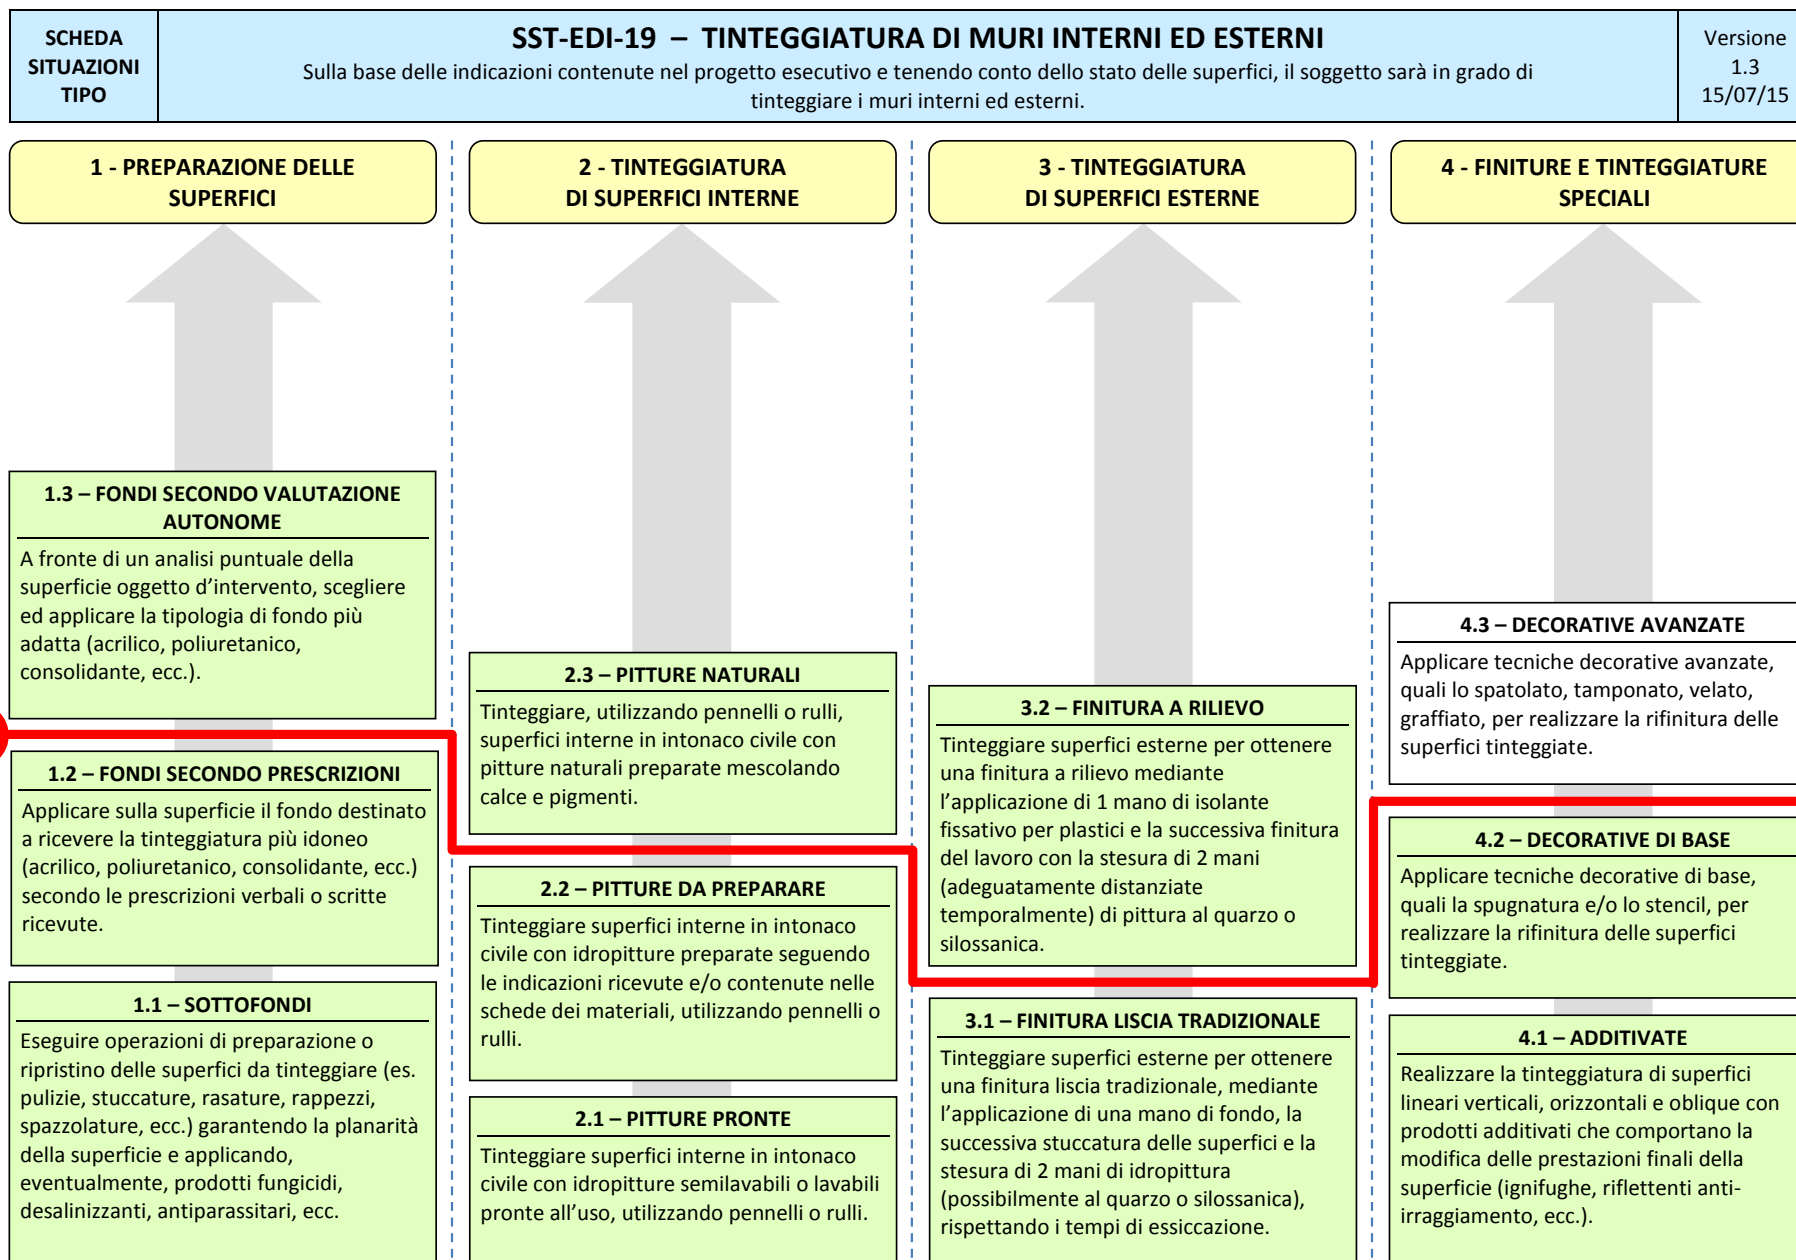 SCHEDA
SITUAZIONI
TIPO
SST-EDI-19 – TINTEGGIATURA DI MURI INTERNI ED ESTERNI
Sulla base delle indicazioni contenute nel progetto esecutivo e tenendo conto dello stato delle superfici, il soggetto sarà in grado di
tinteggiare i muri interni ed esterni.
Versione
1.3
15/07/15
1 - PREPARAZIONE DELLE
SUPERFICI
1.3 – FONDI SECONDO VALUTAZIONE
AUTONOME
A fronte di un analisi puntuale della
superficie oggetto d’intervento, scegliere
ed applicare la tipologia di fondo più
adatta (acrilico, poliuretanico,
consolidante, ecc.).
1.2 – FONDI SECONDO PRESCRIZIONI
Applicare sulla superficie il fondo destinato
a ricevere la tinteggiatura più idoneo
(acrilico, poliuretanico, consolidante, ecc.)
secondo le prescrizioni verbali o scritte
ricevute.
1.1 – SOTTOFONDI
Eseguire operazioni di preparazione o
ripristino delle superfici da tinteggiare (es.
pulizie, stuccature, rasature, rappezzi,
spazzolature, ecc.) garantendo la planarità
della superficie e applicando,
eventualmente, prodotti fungicidi,
desalinizzanti, antiparassitari, ecc.
2 - TINTEGGIATURA
DI SUPERFICI INTERNE
2.3 – PITTURE NATURALI
Tinteggiare, utilizzando pennelli o rulli,
superfici interne in intonaco civile con
pitture naturali preparate mescolando
calce e pigmenti.
2.2 – PITTURE DA PREPARARE
Tinteggiare superfici interne in intonaco
civile con idropitture preparate seguendo
le indicazioni ricevute e/o contenute nelle
schede dei materiali, utilizzando pennelli o
rulli.
2.1 – PITTURE PRONTE
Tinteggiare superfici interne in intonaco
civile con idropitture semilavabili o lavabili
pronte all’uso, utilizzando pennelli o rulli.
3 - TINTEGGIATURA
DI SUPERFICI ESTERNE
3.2 – FINITURA A RILIEVO
Tinteggiare superfici esterne per ottenere
una finitura a rilievo mediante
l’applicazione di 1 mano di isolante
fissativo per plastici e la successiva finitura
del lavoro con la stesura di 2 mani
(adeguatamente distanziate
temporalmente) di pittura al quarzo o
silossanica.
3.1 – FINITURA LISCIA TRADIZIONALE
Tinteggiare superfici esterne per ottenere
una finitura liscia tradizionale, mediante
l’applicazione di una mano di fondo, la
successiva stuccatura delle superfici e la
stesura di 2 mani di idropittura
(possibilmente al quarzo o silossanica),
rispettando i tempi di essiccazione.
4 - FINITURE E TINTEGGIATURE
SPECIALI
4.3 – DECORATIVE AVANZATE
Applicare tecniche decorative avanzate,
quali lo spatolato, tamponato, velato,
graffiato, per realizzare la rifinitura delle
superfici tinteggiate.
4.2 – DECORATIVE DI BASE
Applicare tecniche decorative di base,
quali la spugnatura e/o lo stencil, per
realizzare la rifinitura delle superfici
tinteggiate.
4.1 – ADDITIVATE
Realizzare la tinteggiatura di superfici
lineari verticali, orizzontali e oblique con
prodotti additivati che comportano la
modifica delle prestazioni finali della
superficie (ignifughe, riflettenti anti-
irraggiamento, ecc.).